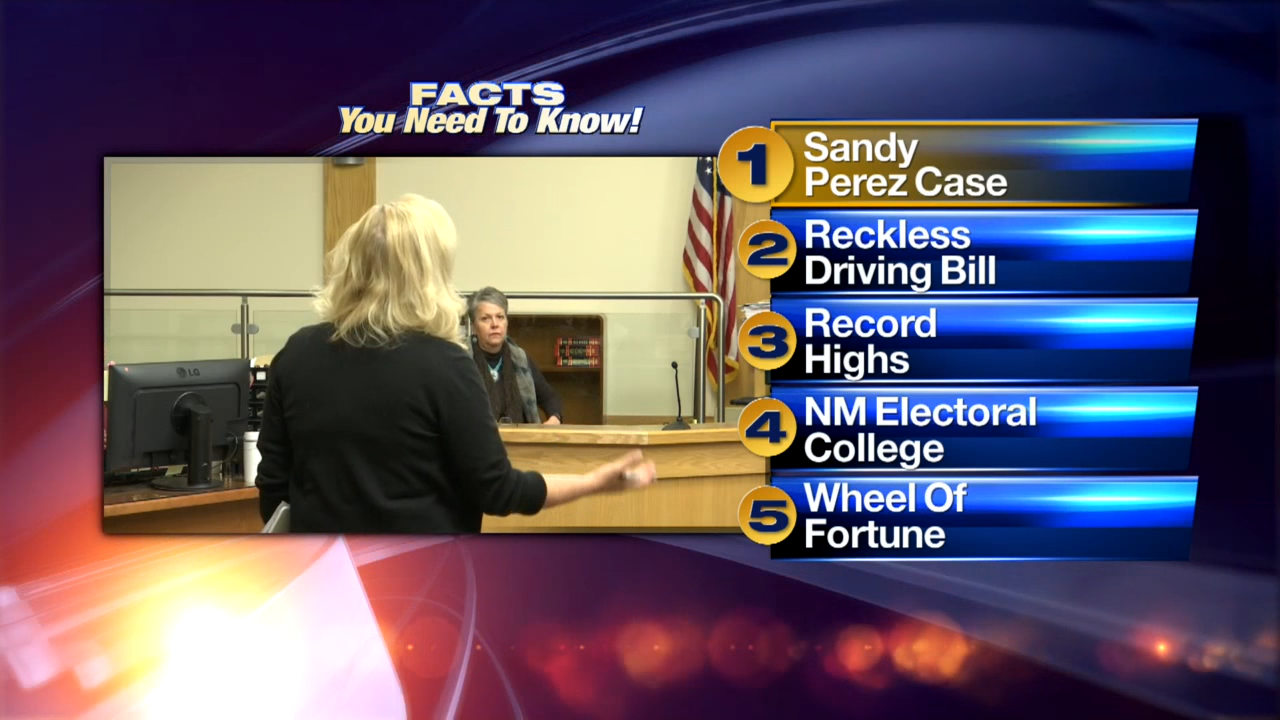 FACTS
You Need To Know!
1
Sandy
Perez Case
2
Reckless
Driving Bill
3
Record
Highs
4
NM Electoral
College
5
Wheel Of
Fortune
LG